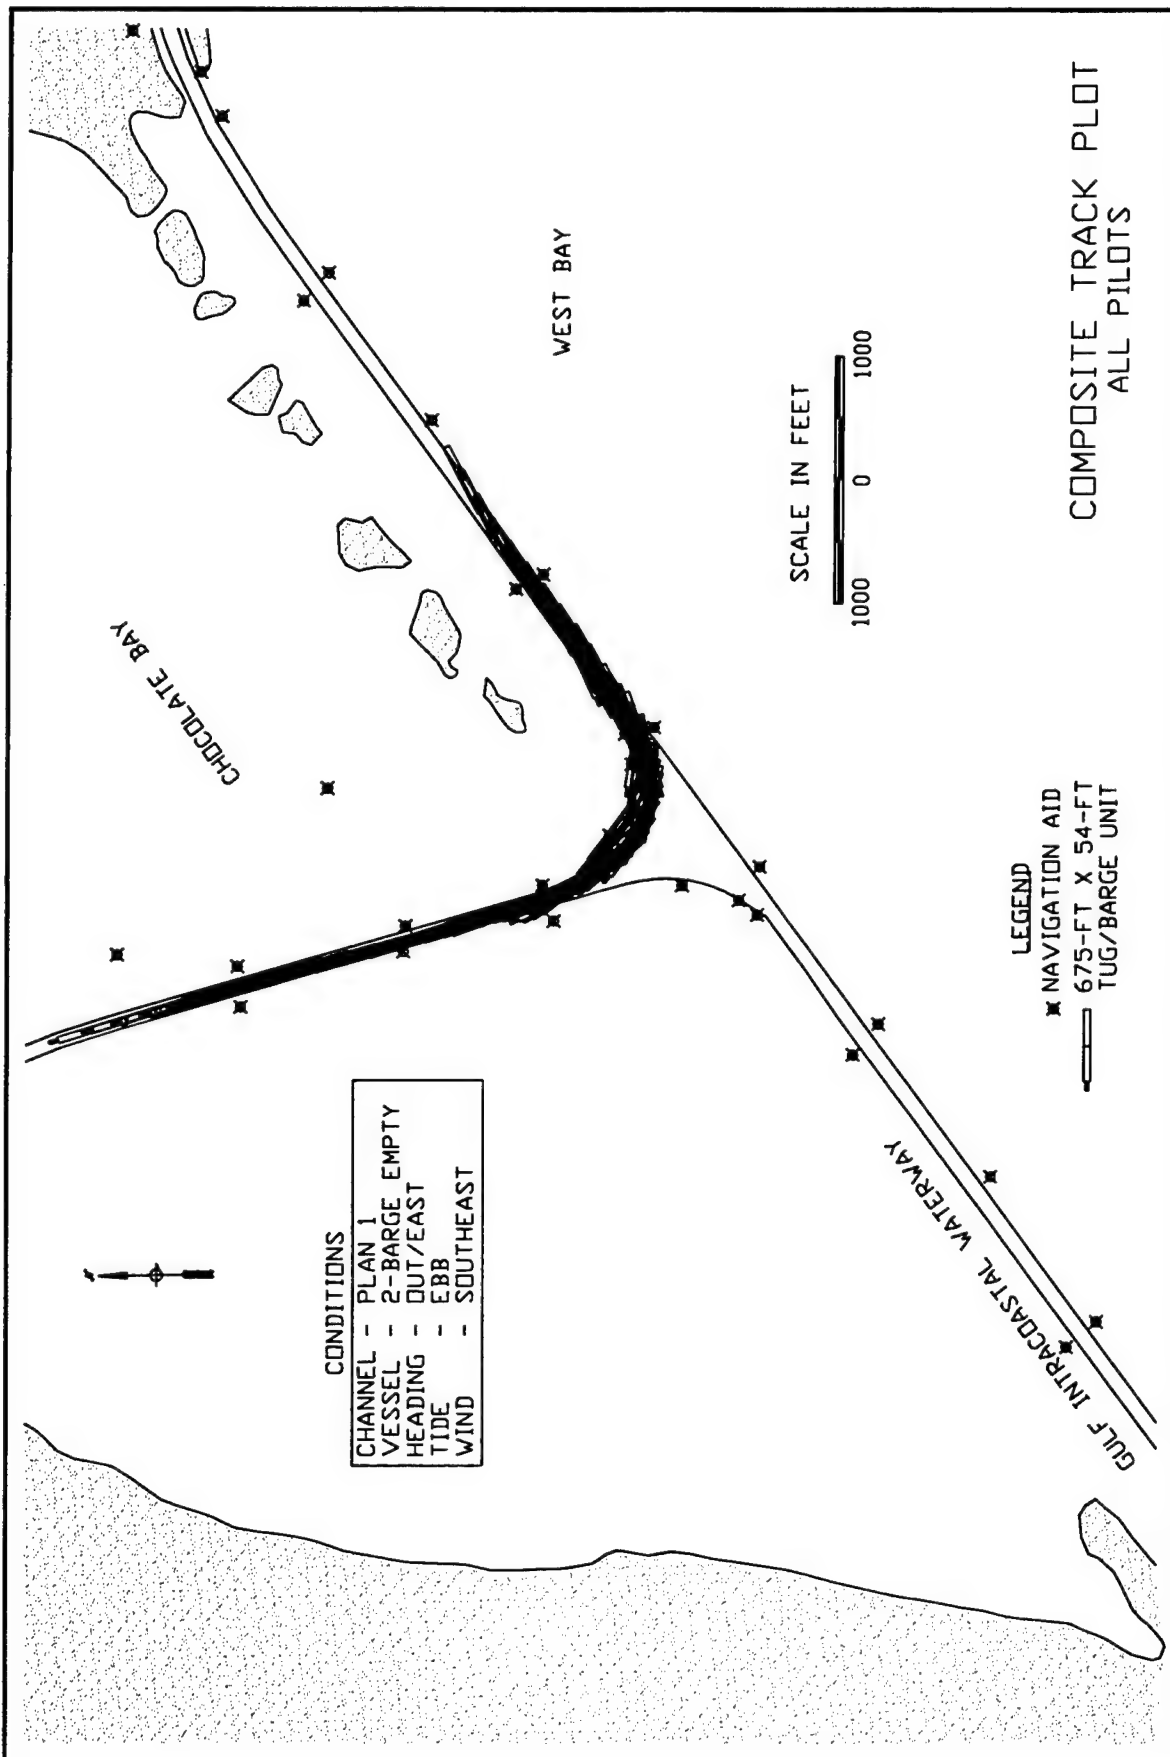 CHOCOLATE BAY
WEST BAY
GULF INTRACOASTAL WATERWAY
CONDITIONS
CHANNEL - PLAN 1
VESSEL - 2-BARGE EMPTY
HEADING - OUT/EAST
TIDE - EBB
WIND - SOUTHEAST
SCALE IN FEET
1000 0 1000
LEGEND
NAVIGATION AID
675-FT X 54-FT
TUG/BARGE UNIT
COMPOSITE TRACK PLOT
ALL PILOTS